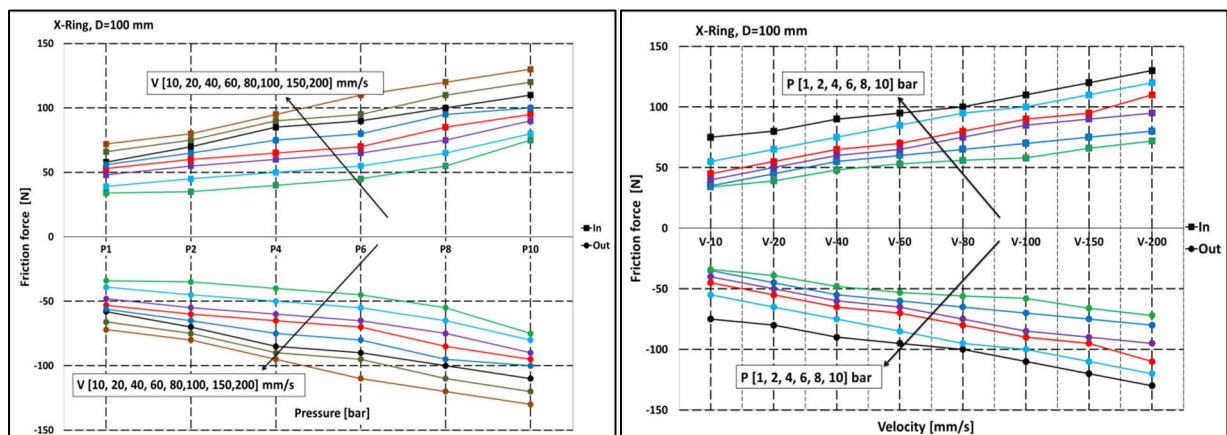 X-Ring, D=100 mm
150
V [10, 20, 40, 60, 80,100, 150,200] mm/s
100
50
Friction force [N]
0
P1 P2 P4 P6 P8 P10
In
Out
-50
-100
V [10, 20, 40, 60, 80,100, 150,200] mm/s
Pressure [bar]
-150
X-Ring, D=100 mm
150
P [1, 2, 4, 6, 8, 10] bar
100
50
Friction force [N]
0
V-10 V-20 V-40 V-60 V-80 V-100 V-150 V-200
In
Out
-50
-100
P [1, 2, 4, 6, 8, 10] bar
-150
Velocity [mm/s]